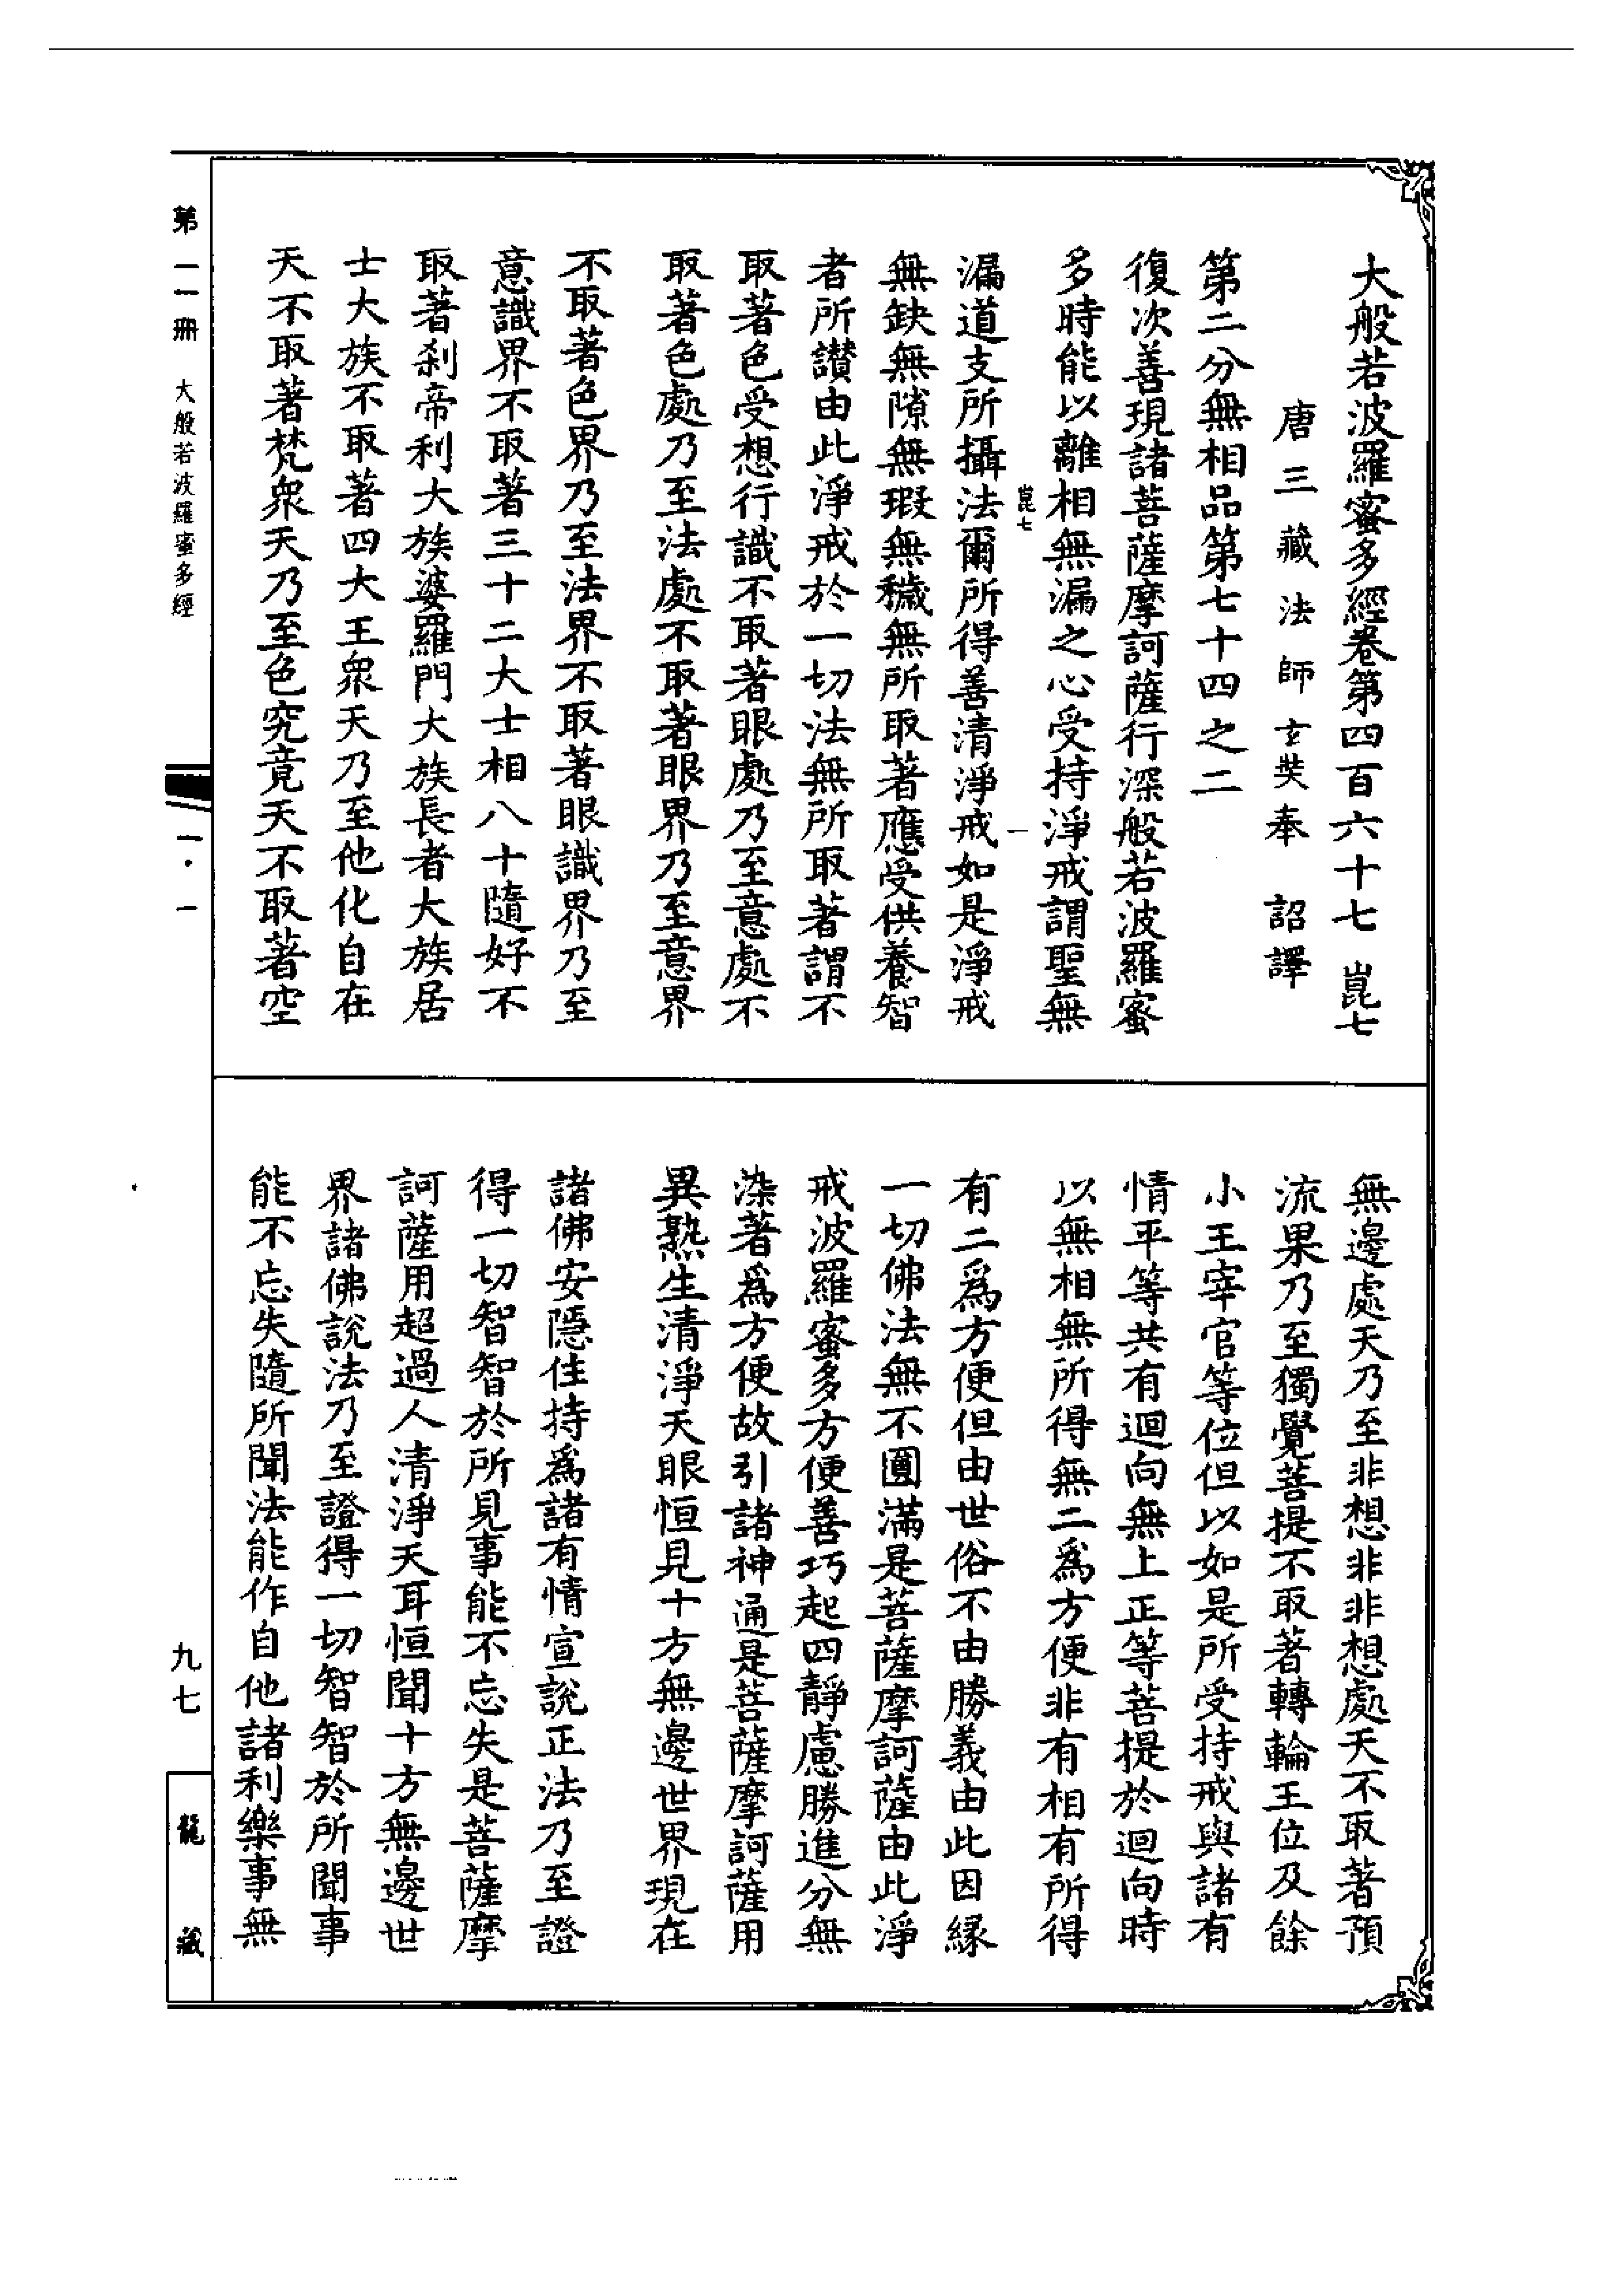 大般若波羅蜜多經卷第四百六十七 崑七
唐三藏法師玄奘奉 詔譯
第二分無相品第七十四之二
復次善現諸菩薩摩訶薩行深般若波羅蜜
多時能以離相無漏之心受持淨戒謂聖無
崑七 一
漏道支所攝法爾所得善清淨戒如是淨戒
無缺無隙無瑕無穢無所取著應受供養智
者所讃由此淨戒於一切法無所取著謂不
取著色受想行識不取著眼處乃至意處不
取著色處乃至法處不取著眼界乃至意界
不取著色界乃至法界不取著眼識界乃至
意識界不取著三十二大士相八十隨好不
取著刹帝利大族婆羅門大族長者大族居
士大族不取著四大王衆天乃至他化自在
天不取著梵衆天乃至色究竟天不取著空
無邊處天乃至非想非非想處天不取著預
流果乃至獨覺菩提不取著轉輪王位及餘
小王宰官等位但以如是所受持戒與諸有
情平等共有迴向無上正等菩提於迴向時
以無相無所得無二爲方便非有相有所得
有二爲方便但由世俗不由勝義由此因緣
一切佛法無不圓滿是菩薩摩訶薩由此淨
戒波羅蜜多方便善巧起四靜慮勝進分無
染著爲方便故引諸神通是菩薩摩訶薩用
異熟生清淨天眼恒見十方無邊世界現在
諸佛安隱住持爲諸有情宣說正法乃至證
得一切智智於所見事能不忘失是菩薩摩
訶薩用超過人清淨天耳恒聞十方無邊世
界諸佛說法乃至證得一切智智於所聞事
能不忘失隨所聞法能作自他諸利樂事無
第一一册 大般若波羅蜜多經
一·一
九七
龍藏